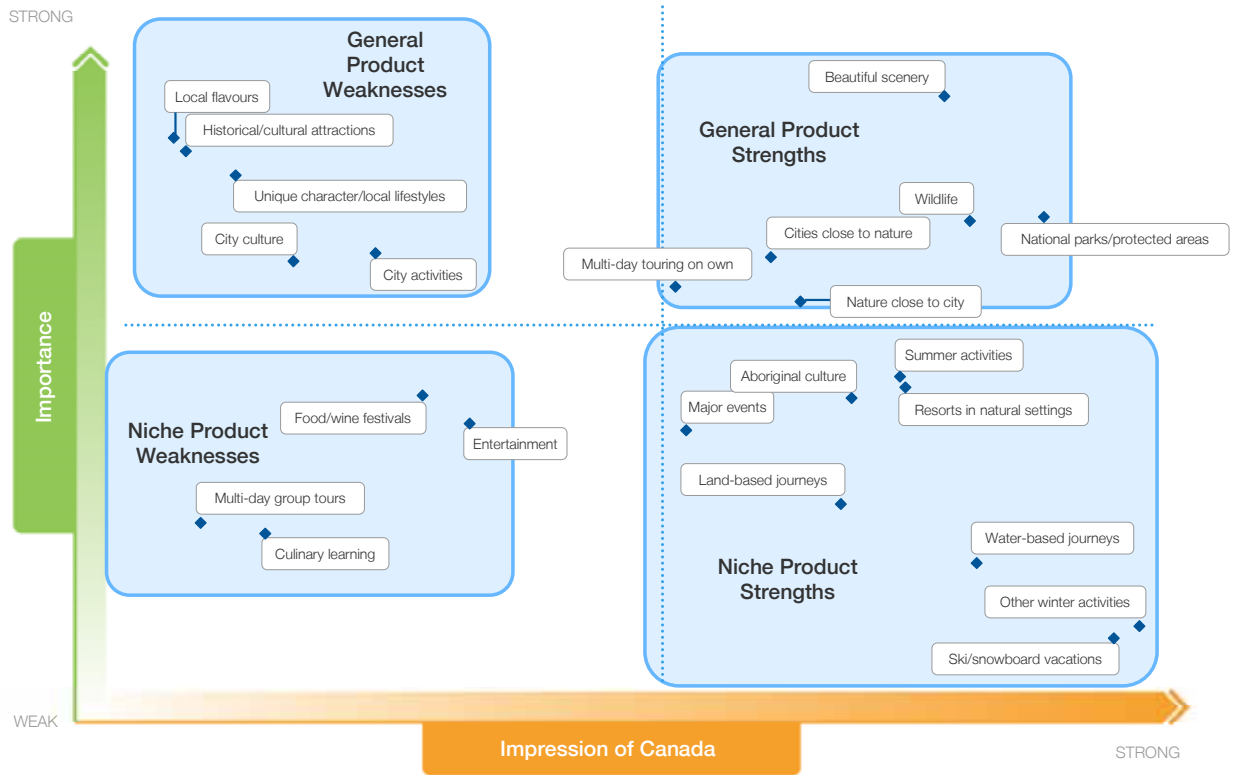 STRONG
General
Product
Weaknesses
Local flavours
Historical/cultural attractions
Unique character/local lifestyles
City culture
City activities
Beautiful scenery
General Product
Strengths
Wildlife
Cities close to nature
National parks/protected areas
Multi-day touring on own
Nature close to city
Importance
Food/wine festivals
Niche Product
Weaknesses
Entertainment
Multi-day group tours
Culinary learning
Summer activities
Aboriginal culture
Major events
Resorts in natural settings
Land-based journeys
Water-based journeys
Niche Product
Strengths
Other winter activities
Ski/snowboard vacations
WEAK
Impression of Canada
STRONG